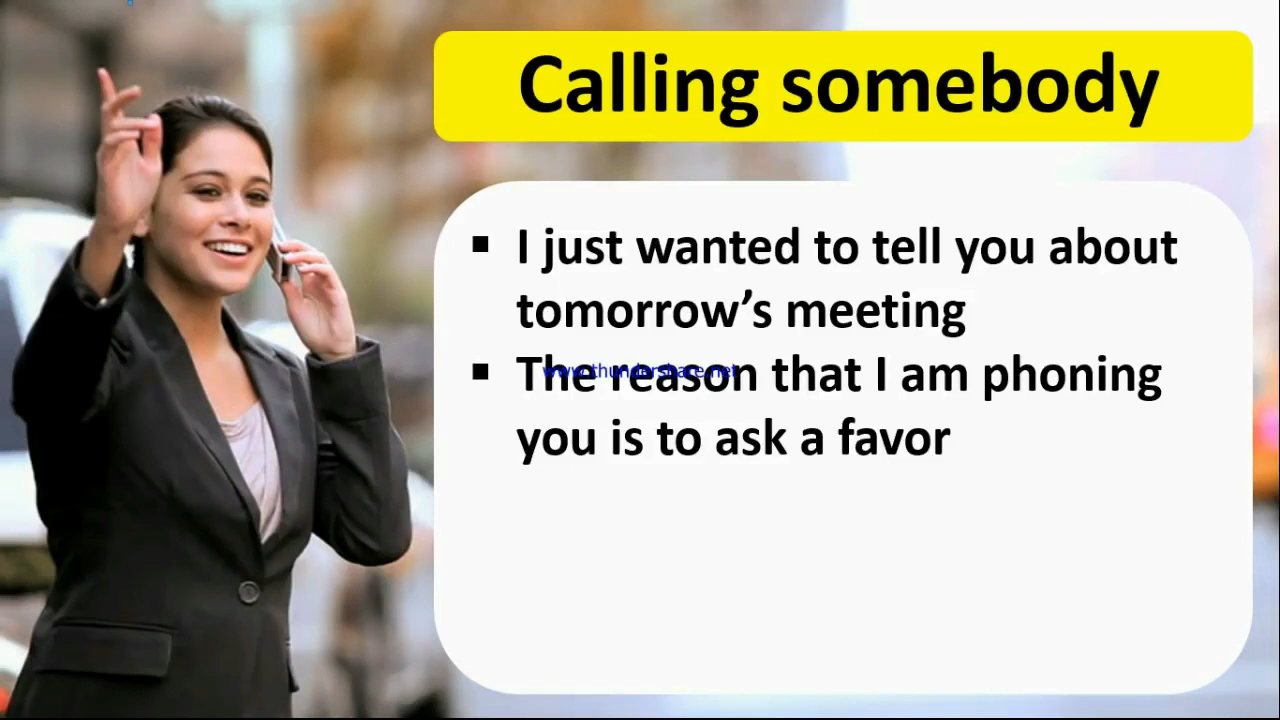 Calling somebody
▪ I just wanted to tell you about
tomorrow’s meeting
▪ The reason that I am phoning
www.thundershare.net
you is to ask a favor